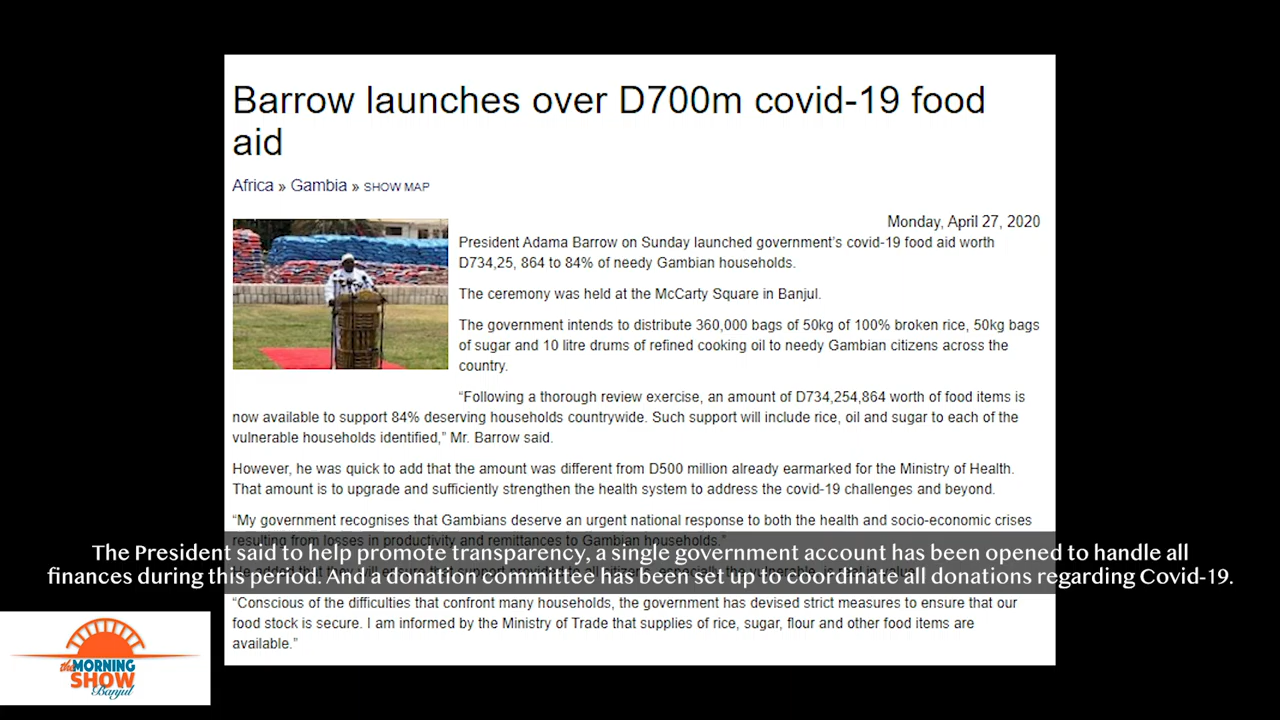 Barrow launches over D700m covid-19 food
aid
Africa » Gambia » SHOW MAP
Monday, April 27, 2020
President Adama Barrow on Sunday launched government's covid-19 food aid worth
D734,25, 864 to 84% of needy Gambian households.
The ceremony was held at the McCarty Square in Banjul.
The government intends to distribute 360,000 bags of 50kg of 100% broken rice, 50kg bags
of sugar and 10 litre drums of refined cooking oil to needy Gambian citizens across the
country.
“Following a thorough review exercise, an amount of D734,254,864 worth of food items is
now available to support 84% deserving households countrywide. Such support will include rice, oil and sugar to each of the
vulnerable households identified,” Mr. Barrow said.
However, he was quick to add that the amount was different from D500 million already earmarked for the Ministry of Health.
That amount is to upgrade and sufficiently strengthen the health system to address the covid-19 challenges and beyond.
“My government recognises that Gambians deserve an urgent national response to both the health and socio-economic crises
resulting from losses in productivity and remittances to Gambian households.”
The President said to help promote transparency, a single government account has been opened to handle all
finances during this period. And a donation committee has been set up to coordinate all donations regarding Covid-19.
“Conscious of the difficulties that confront many households, the government has devised strict measures to ensure that our
food stock is secure. I am informed by the Ministry of Trade that supplies of rice, sugar, flour and other food items are
available.”
the MORNING
SHOW
Banjul